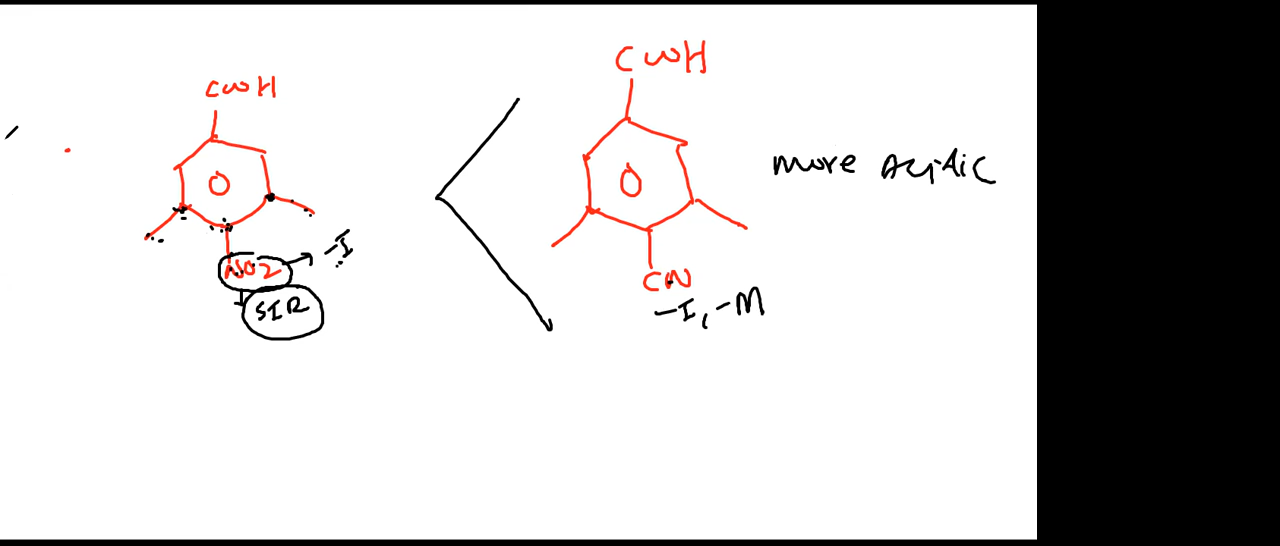 COOH
NO2
-I
SIR
COOH
CN
-I, -M
more Acidic